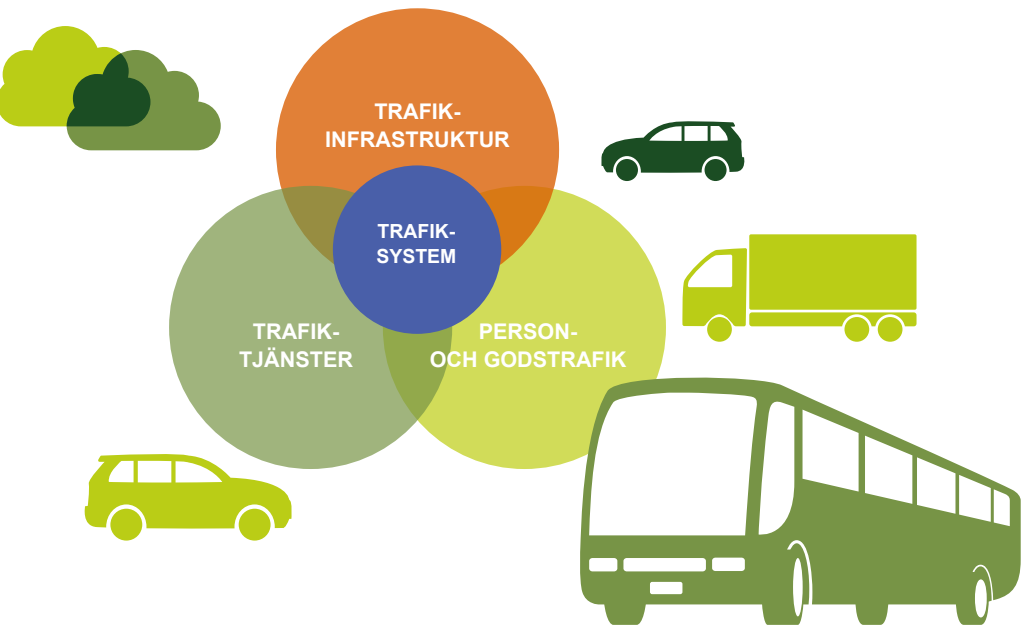 TRAFIK-
INFRASTRUKTUR
TRAFIK-
SYSTEM
TRAFIK-
TJÄNSTER
PERSON-
OCH GODSTRAFIK